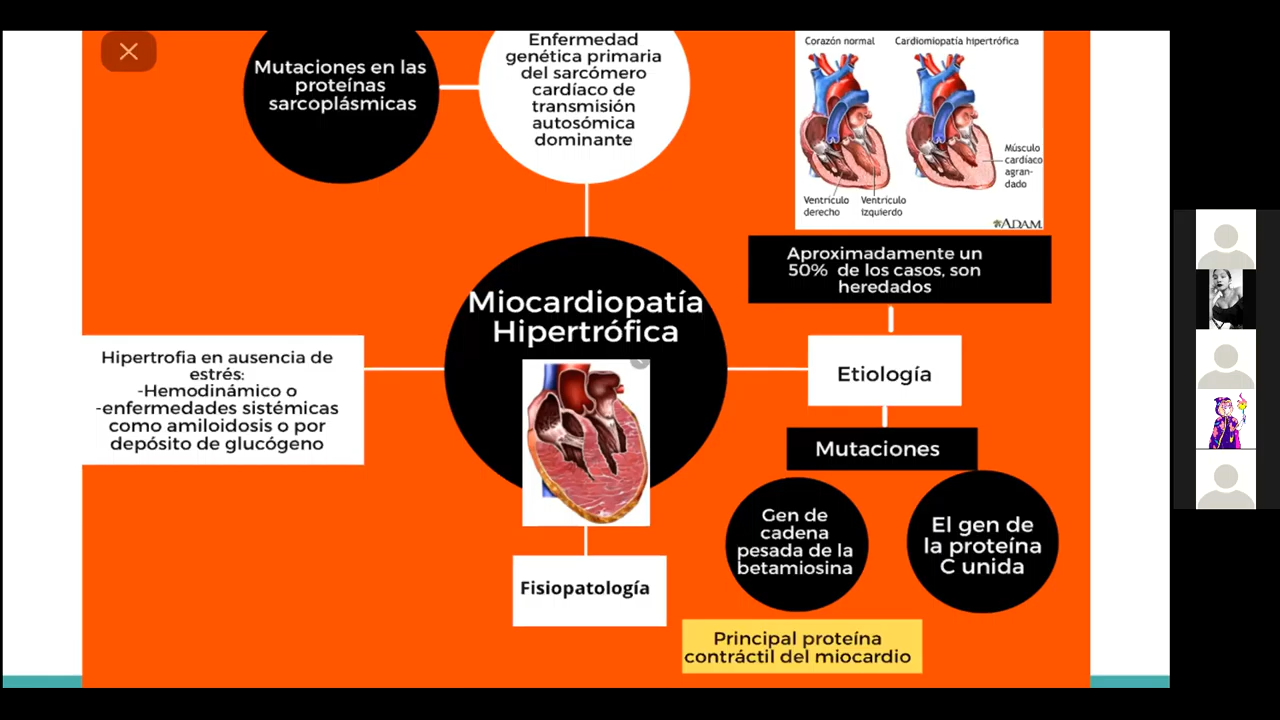 Mutaciones en las
proteínas
sarcoplásmicas
Enfermedad
genética primaria
del sarcómero
cardíaco de
transmisión
autosómica
dominante
Corazón normal
Cardiomiopatía hipertrófica
Músculo
cardíaco
agran-
dado
Ventrículo
derecho
Ventrículo
izquierdo
ADAM.
Aproximadamente un
50% de los casos, son
heredados
Miocardiopatía
Hipertrófica
Hipertrofia en ausencia de
estrés:
-Hemodinámico o
-enfermedades sistémicas
como amiloidosis o por
depósito de glucógeno
Etiología
Mutaciones
Gen de
cadena
pesada de la
betamiosina
El gen de
la proteína
C unida
Fisiopatología
Principal proteína
contráctil del miocardio